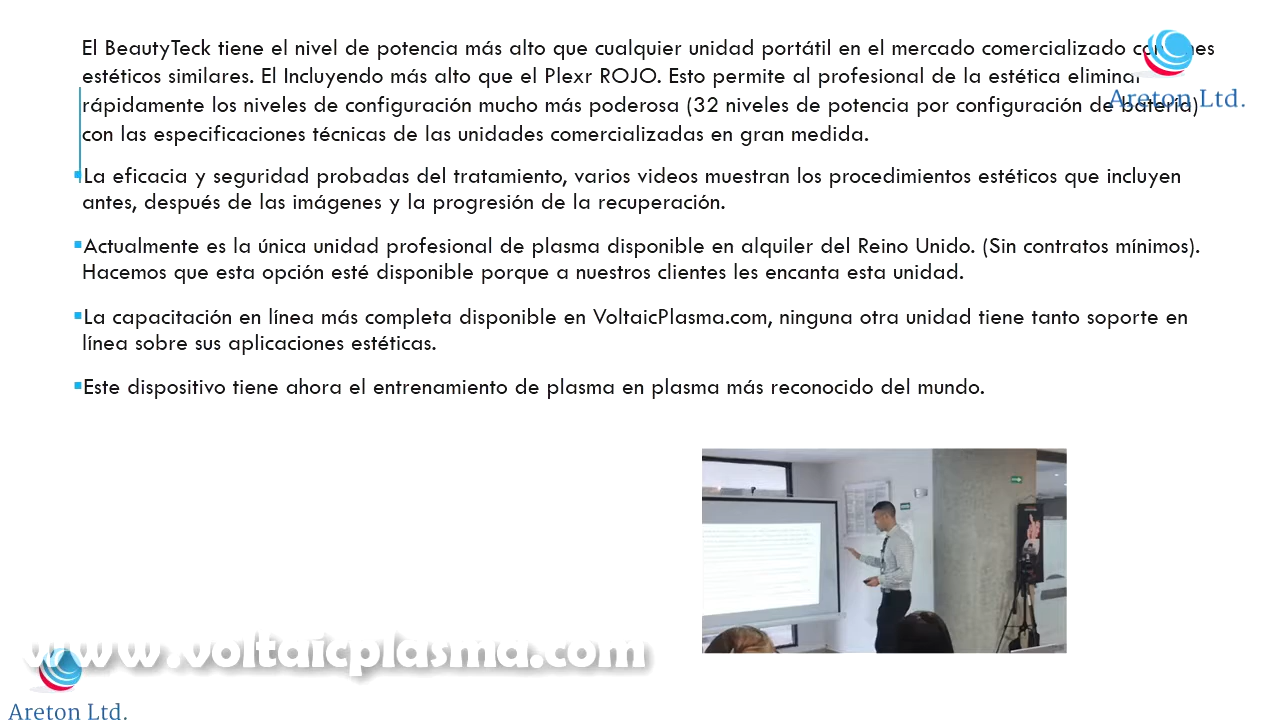 El BeautyTeck tiene el nivel de potencia más alto que cualquier unidad portátil en el mercado comercializado con fines
estéticos similares. El Incluyendo más alto que el Plexr ROJO. Esto permite al profesional de la estética eliminar
rápidamente los niveles de configuración mucho más poderosa (32 niveles de potencia por configuración de batería)
con las especificaciones técnicas de las unidades comercializadas en gran medida.
Areton Ltd.
▪La eficacia y seguridad probadas del tratamiento, varios videos muestran los procedimientos estéticos que incluyen
antes, después de las imágenes y la progresión de la recuperación.
▪Actualmente es la única unidad profesional de plasma disponible en alquiler del Reino Unido. (Sin contratos mínimos).
Hacemos que esta opción esté disponible porque a nuestros clientes les encanta esta unidad.
▪La capacitación en línea más completa disponible en VoltaicPlasma.com, ninguna otra unidad tiene tanto soporte en
línea sobre sus aplicaciones estéticas.
▪Este dispositivo tiene ahora el entrenamiento de plasma en plasma más reconocido del mundo.
www.voltaicplasma.com
Areton Ltd.